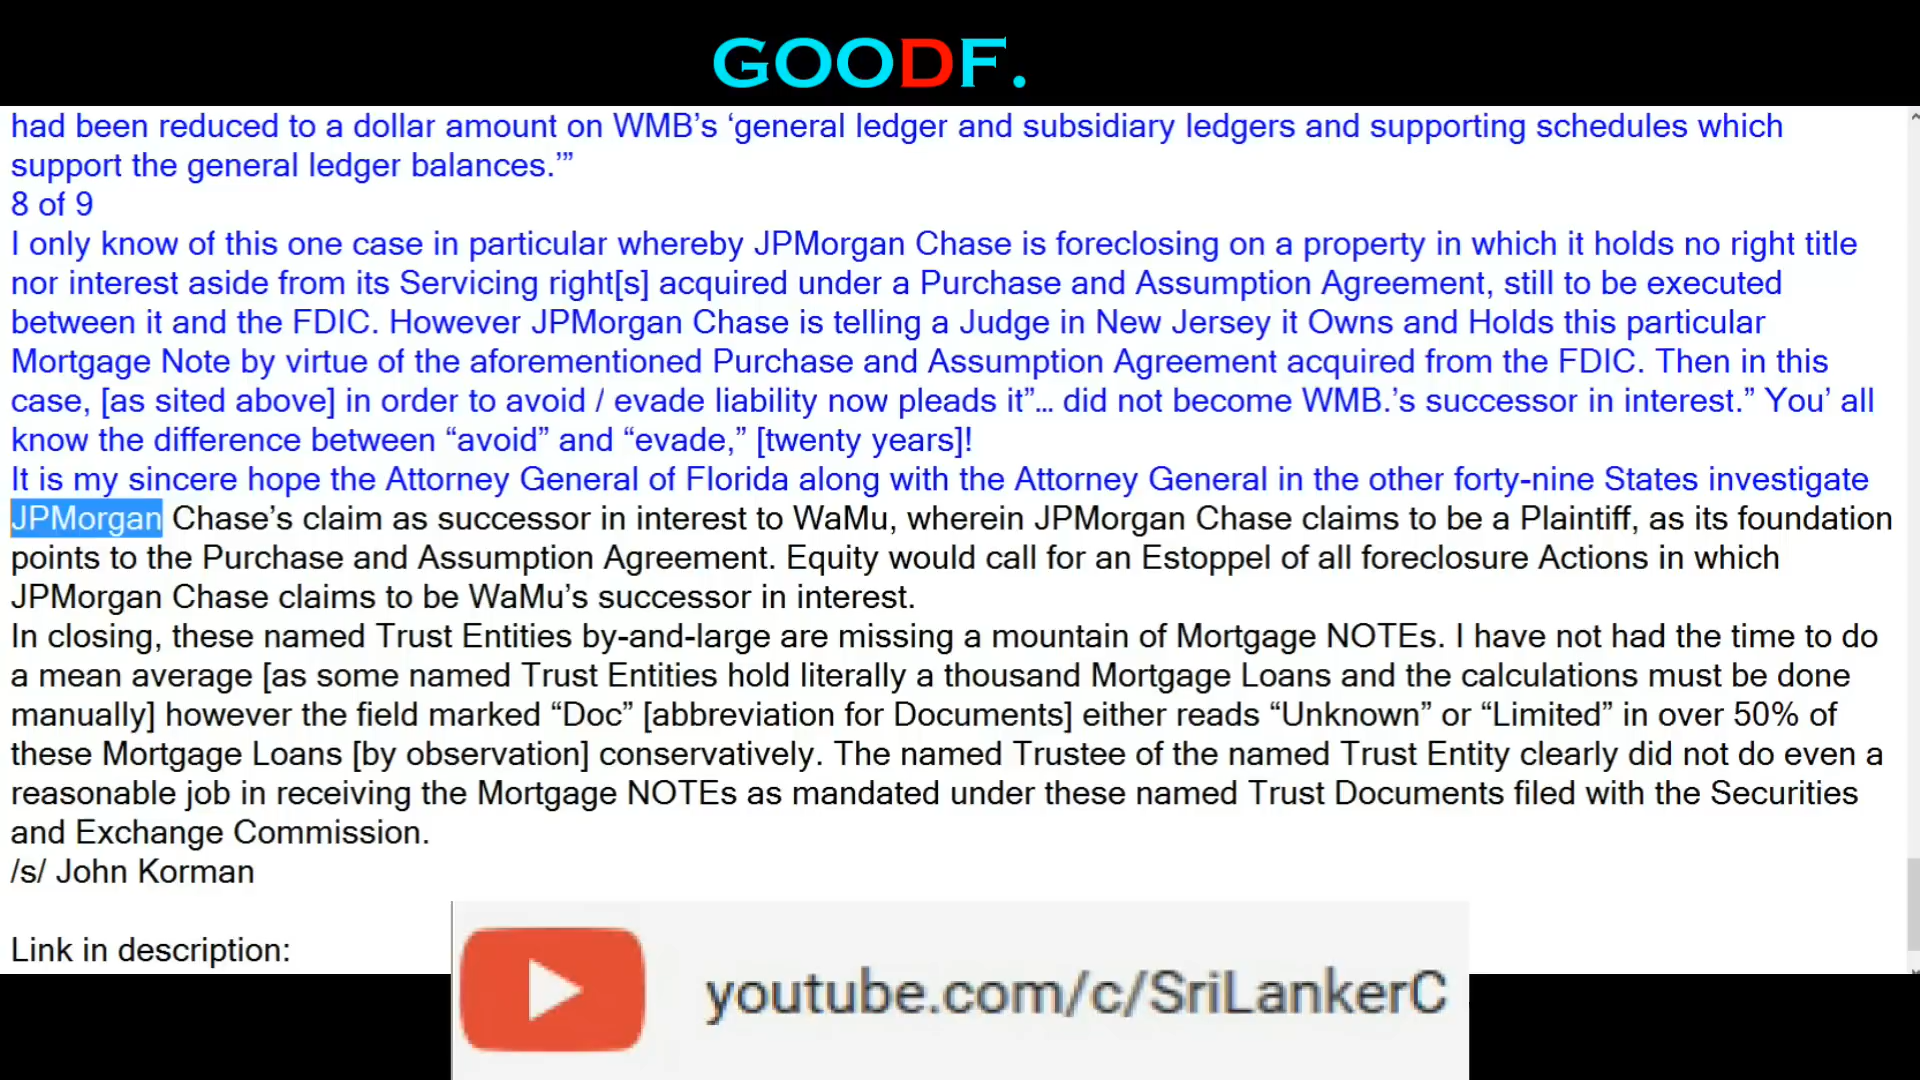 GOODF.
had been reduced to a dollar amount on WMB’s ‘general ledger and subsidiary ledgers and supporting schedules which
support the general ledger balances.’”
8 of 9
I only know of this one case in particular whereby JPMorgan Chase is foreclosing on a property in which it holds no right title
nor interest aside from its Servicing right[s] acquired under a Purchase and Assumption Agreement, still to be executed
between it and the FDIC. However JPMorgan Chase is telling a Judge in New Jersey it Owns and Holds this particular
Mortgage Note by virtue of the aforementioned Purchase and Assumption Agreement acquired from the FDIC. Then in this
case, [as sited above] in order to avoid / evade liability now pleads it”... did not become WMB.’s successor in interest.” You’ all
know the difference between “avoid” and “evade,” [twenty years]!
It is my sincere hope the Attorney General of Florida along with the Attorney General in the other forty-nine States investigate
JPMorgan Chase’s claim as successor in interest to WaMu, wherein JPMorgan Chase claims to be a Plaintiff, as its foundation
points to the Purchase and Assumption Agreement. Equity would call for an Estoppel of all foreclosure Actions in which
JPMorgan Chase claims to be WaMu’s successor in interest.
In closing, these named Trust Entities by-and-large are missing a mountain of Mortgage NOTEs. I have not had the time to do
a mean average [as some named Trust Entities hold literally a thousand Mortgage Loans and the calculations must be done
manually] however the field marked “Doc” [abbreviation for Documents] either reads “Unknown” or “Limited” in over 50% of
these Mortgage Loans [by observation] conservatively. The named Trustee of the named Trust Entity clearly did not do even a
reasonable job in receiving the Mortgage NOTEs as mandated under these named Trust Documents filed with the Securities
and Exchange Commission.
/s/ John Korman
Link in description:
youtube.com/c/SriLankerC